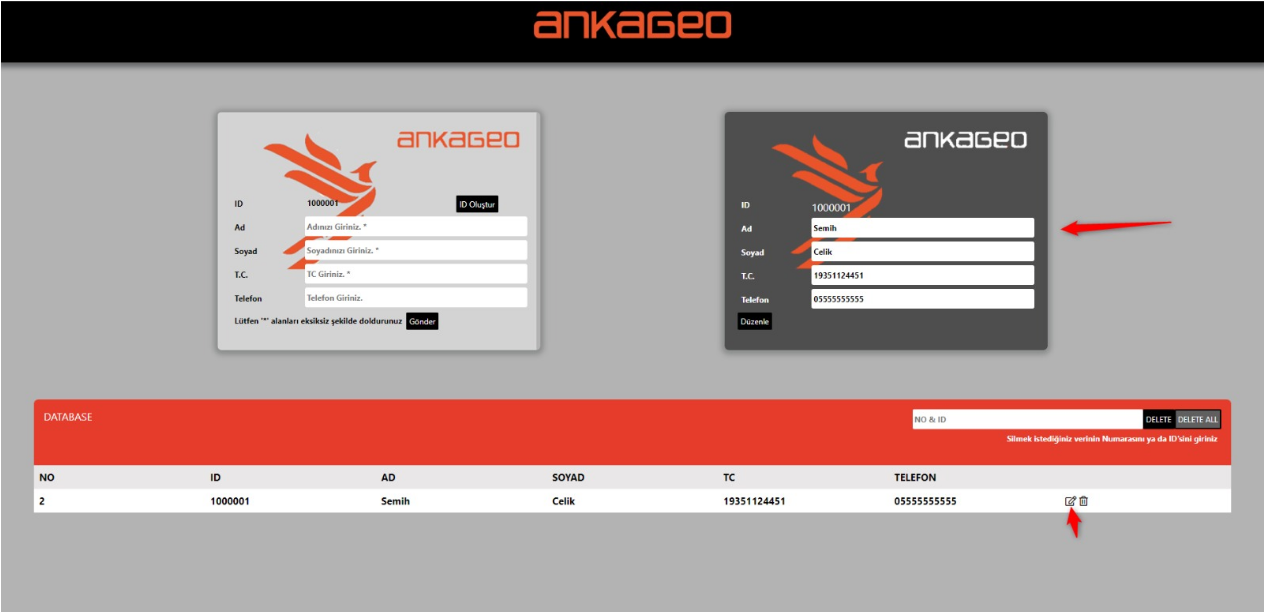 ankaGeo
ankaGeo
ID 1000001 ID Oluştur
Ad Adınızı Giriniz. *
Soyad Soyadınızı Giriniz. *
T.C. TC Giriniz. *
Telefon Telefon Giriniz.
Lütfen '*' alanları eksiksiz şekilde doldurunuz Gönder
ankaGeo
ID 1000001
Ad Semih
Soyad Celik
T.C. 19351124451
Telefon 05555555555
Düzenle
DATABASE NO & ID DELETE DELETE ALL
Silmek istediğiniz verinin Numarasını ya da ID'sini giriniz
NO ID AD SOYAD TC TELEFON
2 1000001 Semih Celik 19351124451 05555555555